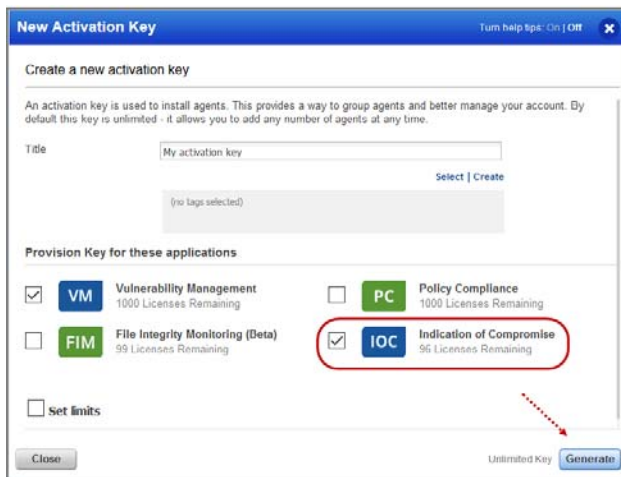 New Activation Key
Turn help tips: On | Off
Create a new activation key
An activation key is used to install agents. This provides a way to group agents and better manage your account. By
default this key is unlimited - it allows you to add any number of agents at any time.
Title
My activation key
Select | Create
(no tags selected)
Provision Key for these applications
VM
Vulnerability Management
1000 Licenses Remaining
PC
Policy Compliance
1000 Licenses Remaining
FIM
File Integrity Monitoring (Beta)
99 Licenses Remaining
IOC
Indication of Compromise
96 Licenses Remaining
Set limits
Close
Unlimited Key
Generate